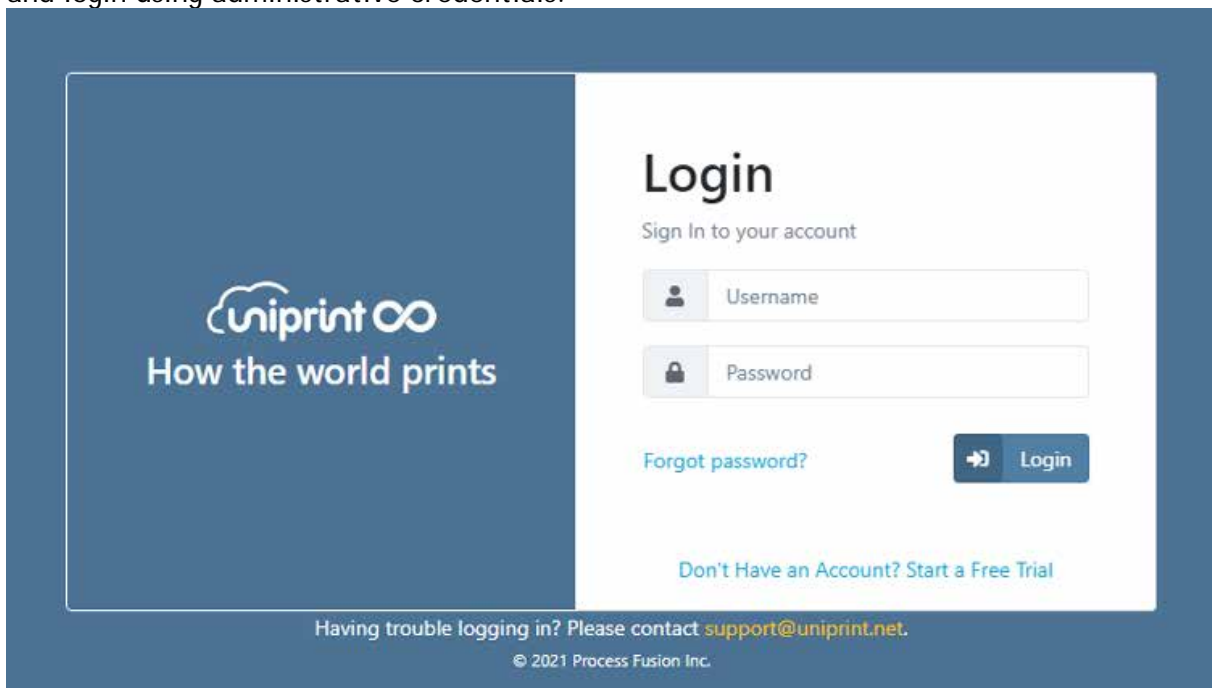 and login using administrative credentials.
Login
Sign In to your account
Username
uniprint
How the world prints
Password
Forgot password?
Login
Don't Have an Account? Start a Free Trial
Having trouble logging in? Please contact support@uniprint.net.
© 2021 Process Fusion Inc.